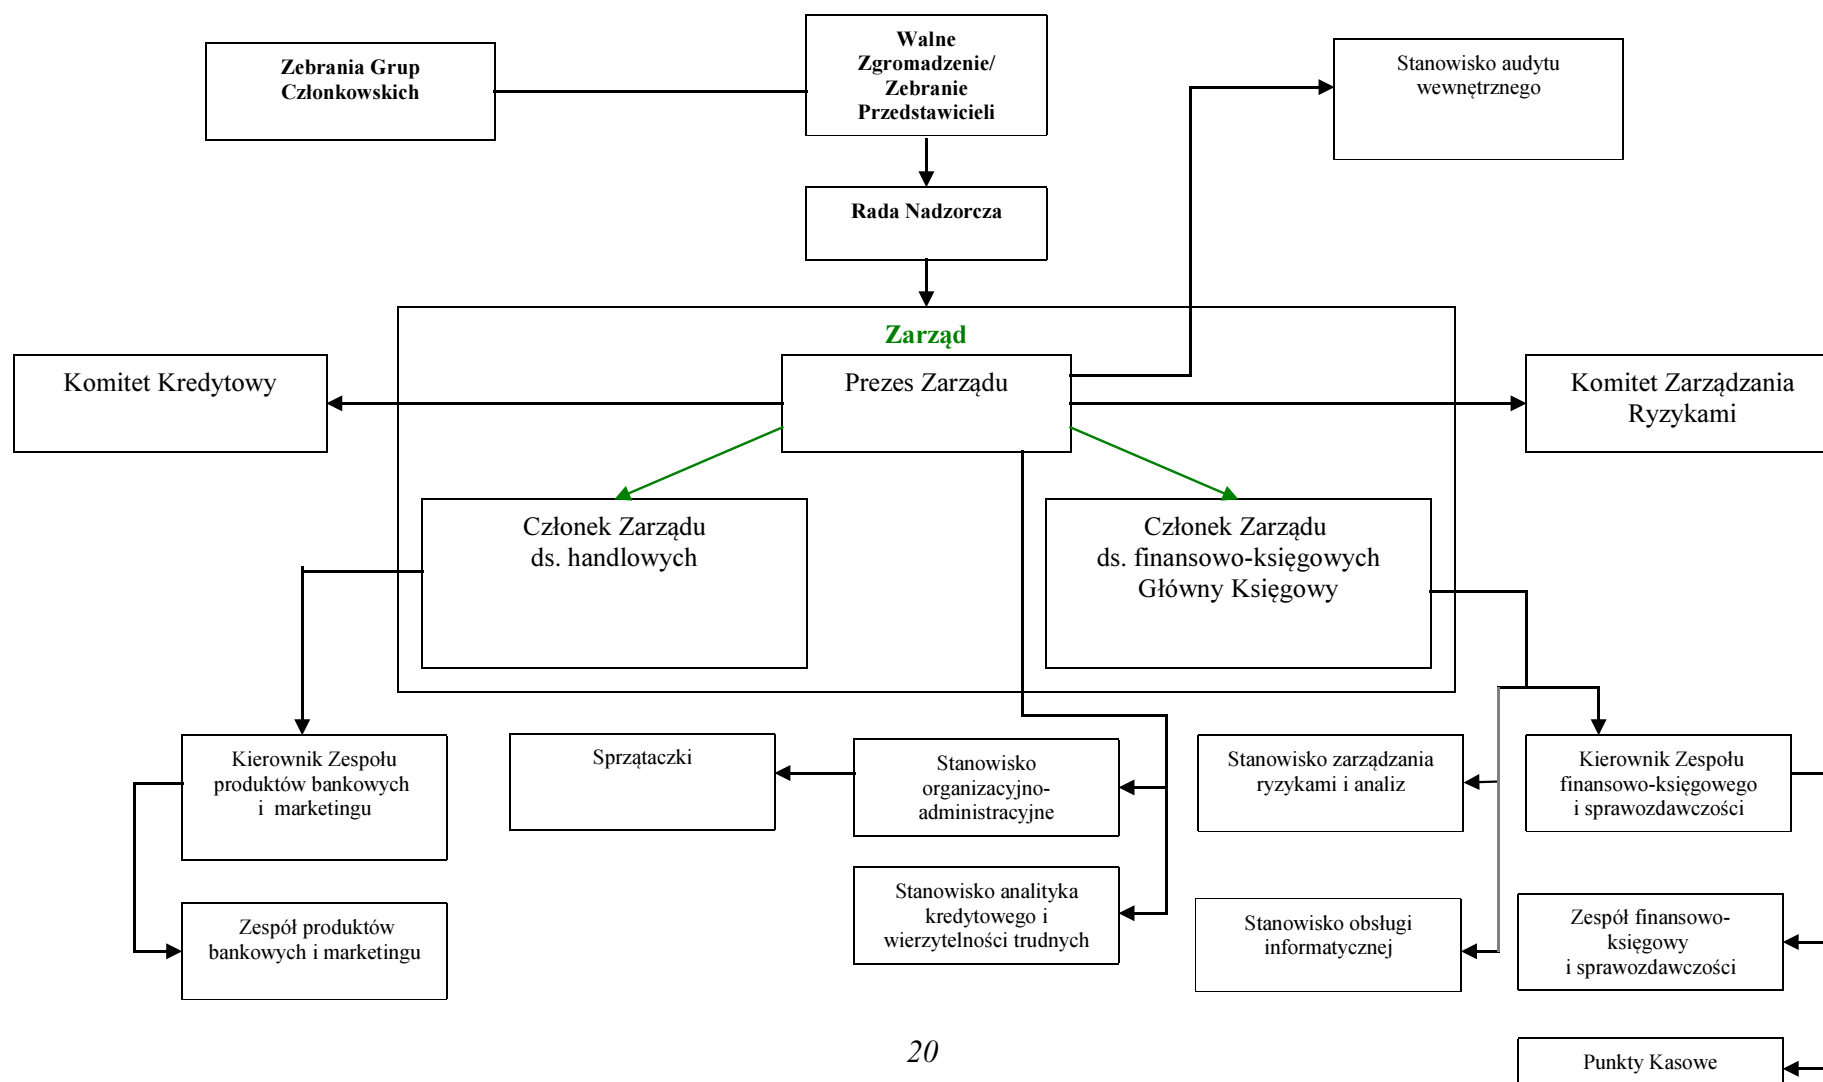 Zebrania Grup
Członkowskich
Walne
Zgromadzenie/
Zebranie
Przedstawicieli
Stanowisko audytu
wewnętrznego
Rada Nadzorcza
Zarząd
Komitet Kredytowy
Prezes Zarządu
Komitet Zarządzania
Ryzykami
Członek Zarządu
ds. handlowych
Członek Zarządu
ds. finansowo-księgowych
Główny Księgowy
Kierownik Zespołu
produktów bankowych
i marketingu
Sprzątaczki
Stanowisko
organizacyjno-
administracyjne
Stanowisko zarządzania
ryzykami i analiz
Kierownik Zespołu
finansowo-księgowego
i sprawozdawczości
Zespół produktów
bankowych i marketingu
Stanowisko analityka
kredytowego i
wierzytelności trudnych
Stanowisko obsługi
informatycznej
Zespół finansowo-
księgowy
i sprawozdawczości
20
Punkty Kasowe